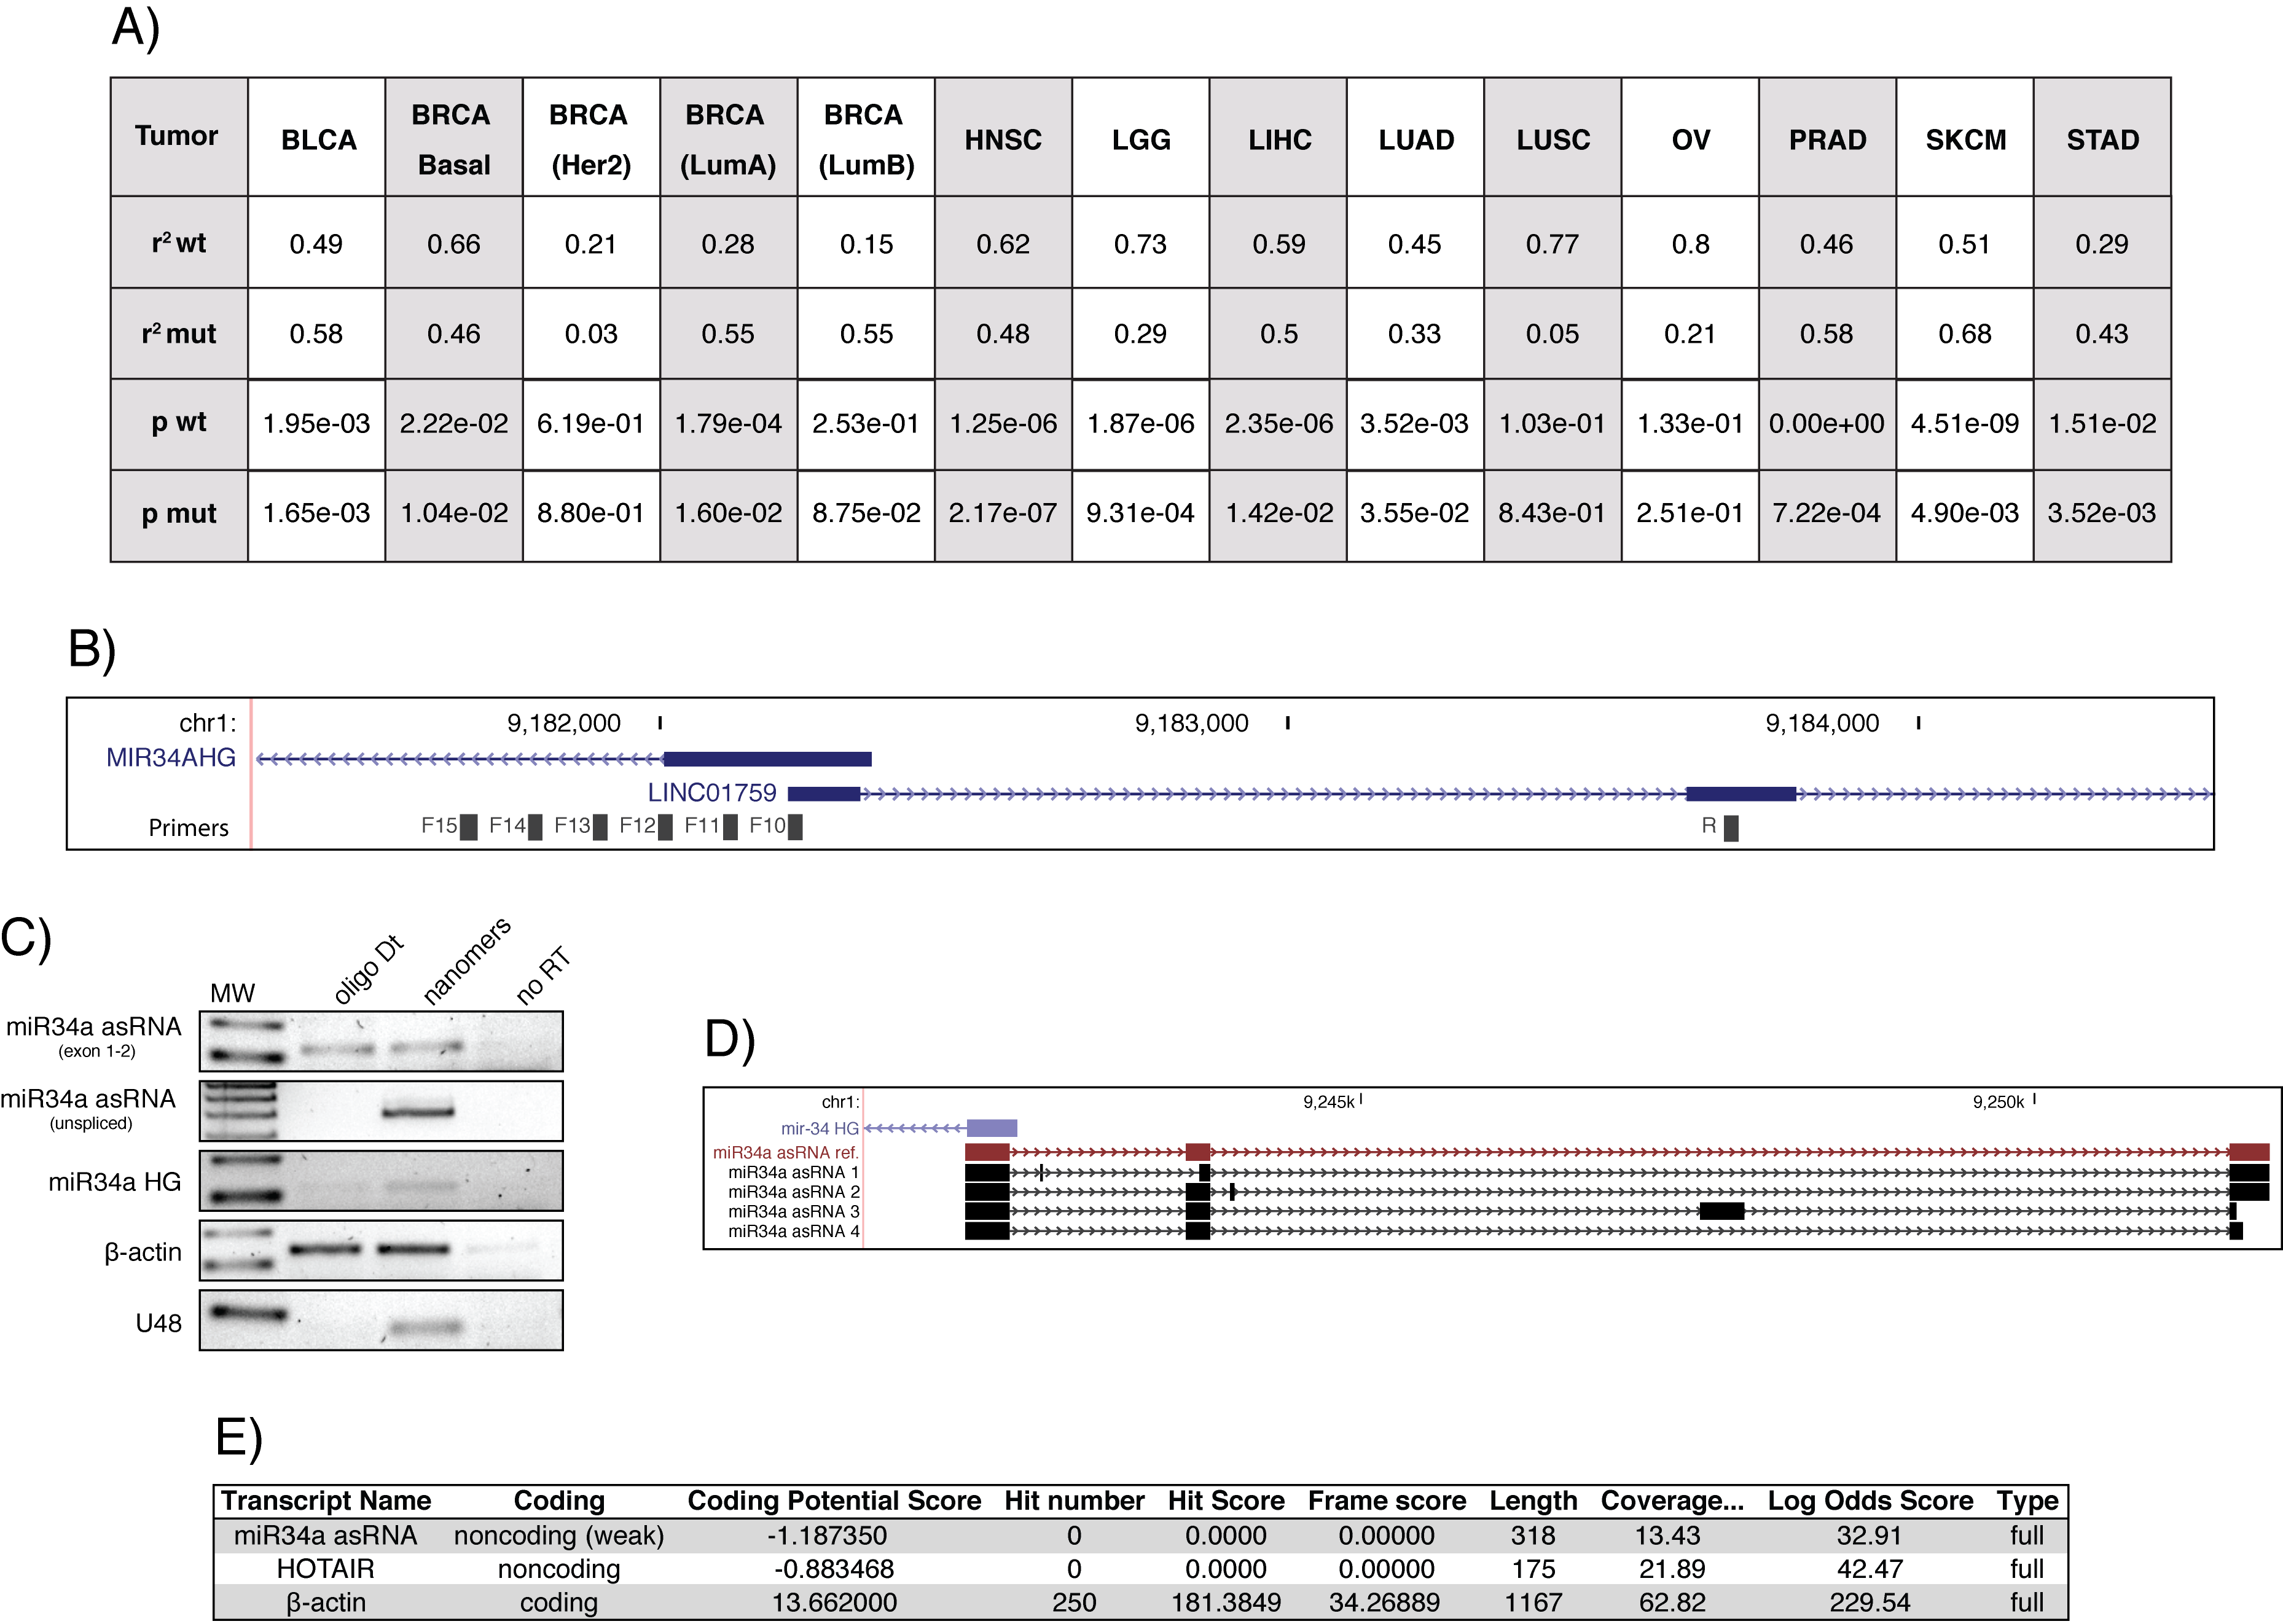 A)
Tumor BLCA BRCA Basal BRCA (Her2) BRCA (LumA) BRCA (LumB) HNSC LGG LIHC LUAD LUSC OV PRAD SKCM STAD
r² wt 0.49 0.66 0.21 0.28 0.15 0.62 0.73 0.59 0.45 0.77 0.8 0.46 0.51 0.29
r² mut 0.58 0.46 0.03 0.55 0.55 0.48 0.29 0.5 0.33 0.05 0.21 0.58 0.68 0.43
p wt 1.95e-03 2.22e-02 6.19e-01 1.79e-04 2.53e-01 1.25e-06 1.87e-06 2.35e-06 3.52e-03 1.03e-01 1.33e-01 0.00e+00 4.51e-09 1.51e-02
p mut 1.65e-03 1.04e-02 8.80e-01 1.60e-02 8.75e-02 2.17e-07 9.31e-04 1.42e-02 3.55e-02 8.43e-01 2.51e-01 7.22e-04 4.90e-03 3.52e-03
B)
chr1: 9,182,000 9,183,000 9,184,000
MIR34AHG
LINC01759
Primers F15 F14 F13 F12 F11 F10 R
C)
MW oligo Dt nanomers no RT
miR34a asRNA
(exon 1-2)
miR34a asRNA
(unspliced)
miR34a HG
β-actin
U48
D)
chr1: 9,245k 9,250k
mir-34 HG
miR34a asRNA ref.
miR34a asRNA 1
miR34a asRNA 2
miR34a asRNA 3
miR34a asRNA 4
E)
Transcript Name Coding Coding Potential Score Hit number Hit Score Frame score Length Coverage... Log Odds Score Type
miR34a asRNA noncoding (weak) -1.187350 0 0.0000 0.00000 318 13.43 32.91 full
HOTAIR noncoding -0.883468 0 0.0000 0.00000 175 21.89 42.47 full
β-actin coding 13.662000 250 181.3849 34.26889 1167 62.82 229.54 full